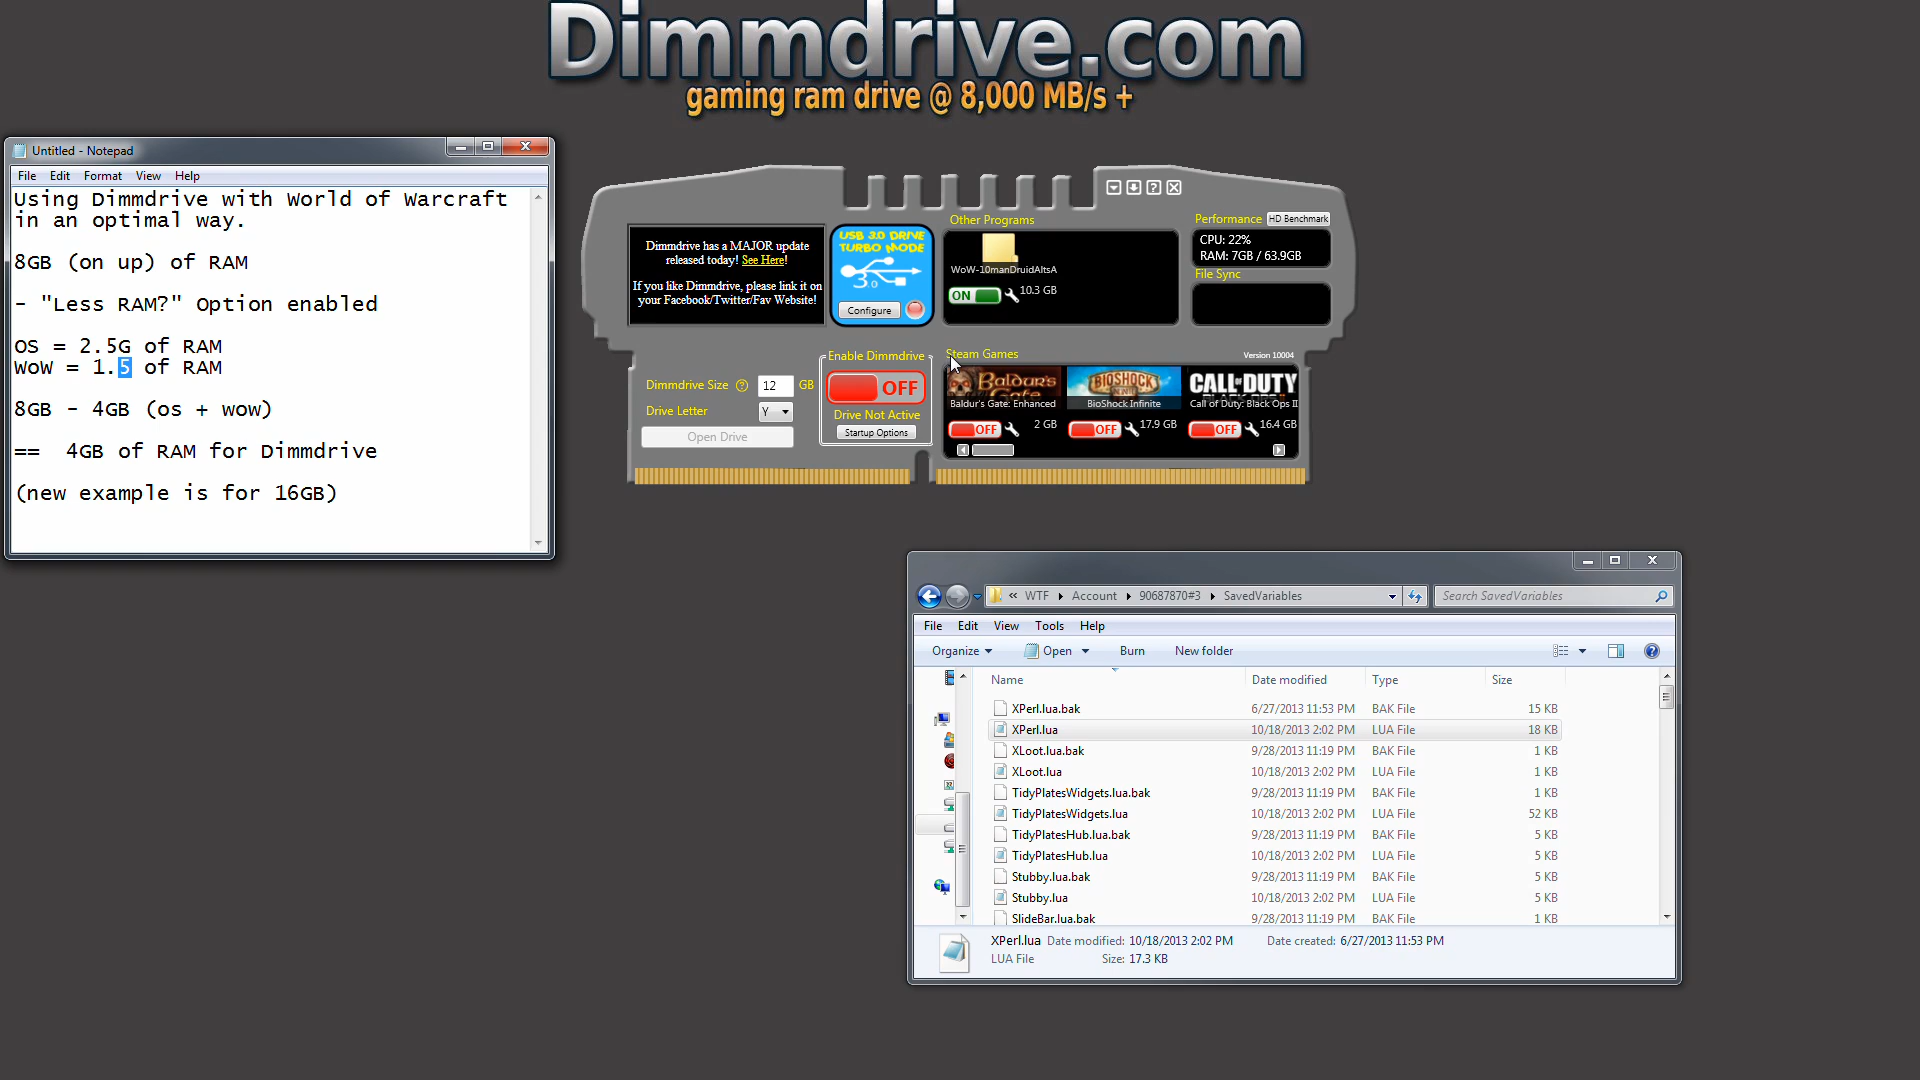 Dimmdrive.com
gaming ram drive @ 8,000 MB/s +
Untitled - Notepad
File Edit Format View Help
Using Dimmdrive with World of Warcraft
in an optimal way.
8GB (on up) of RAM
- "Less RAM?" Option enabled
OS = 2.5G of RAM
WoW = 1.5 of RAM
8GB - 4GB (os + wow)
== 4GB of RAM for Dimmdrive
(new example is for 16GB)
Dimmdrive has a MAJOR update
released today! See Here!
If you like Dimmdrive, please link it on
your Facebook/Twitter/Fav Website!
USB 3.0 DRIVE
TURBO MODE
3.0
Configure
Other Programs
WoW-10manDruidAltsA
ON 10.3 GB
Performance HD Benchmark
CPU: 22%
RAM: 7GB / 63.9GB
File Sync
Dimmdrive Size ? 12 GB
Drive Letter Y
Open Drive
Enable Dimmdrive
OFF
Drive Not Active
Startup Options
Steam Games Version 10004
Baldur's Gate
BIOSHOCK INFINITE
CALL OF DUTY BLACK OPS II
Baldur's Gate: Enhanced BioShock Infinite Call of Duty: Black Ops II
OFF 2 GB OFF 17.9 GB OFF 16.4 GB
« WTF Account 90687870#3 SavedVariables Search SavedVariables
File Edit View Tools Help
Organize Open Burn New folder
Name Date modified Type Size
XPerl.lua.bak 6/27/2013 11:53 PM BAK File 15 KB
XPerl.lua 10/18/2013 2:02 PM LUA File 18 KB
XLoot.lua.bak 9/28/2013 11:19 PM BAK File 1 KB
XLoot.lua 10/18/2013 2:02 PM LUA File 1 KB
TidyPlatesWidgets.lua.bak 9/28/2013 11:19 PM BAK File 1 KB
TidyPlatesWidgets.lua 10/18/2013 2:02 PM LUA File 52 KB
TidyPlatesHub.lua.bak 9/28/2013 11:19 PM BAK File 5 KB
TidyPlatesHub.lua 10/18/2013 2:02 PM LUA File 5 KB
Stubby.lua.bak 9/28/2013 11:19 PM BAK File 5 KB
Stubby.lua 10/18/2013 2:02 PM LUA File 5 KB
SlideBar.lua.bak 9/28/2013 11:19 PM BAK File 1 KB
XPerl.lua Date modified: 10/18/2013 2:02 PM Date created: 6/27/2013 11:53 PM
LUA File Size: 17.3 KB